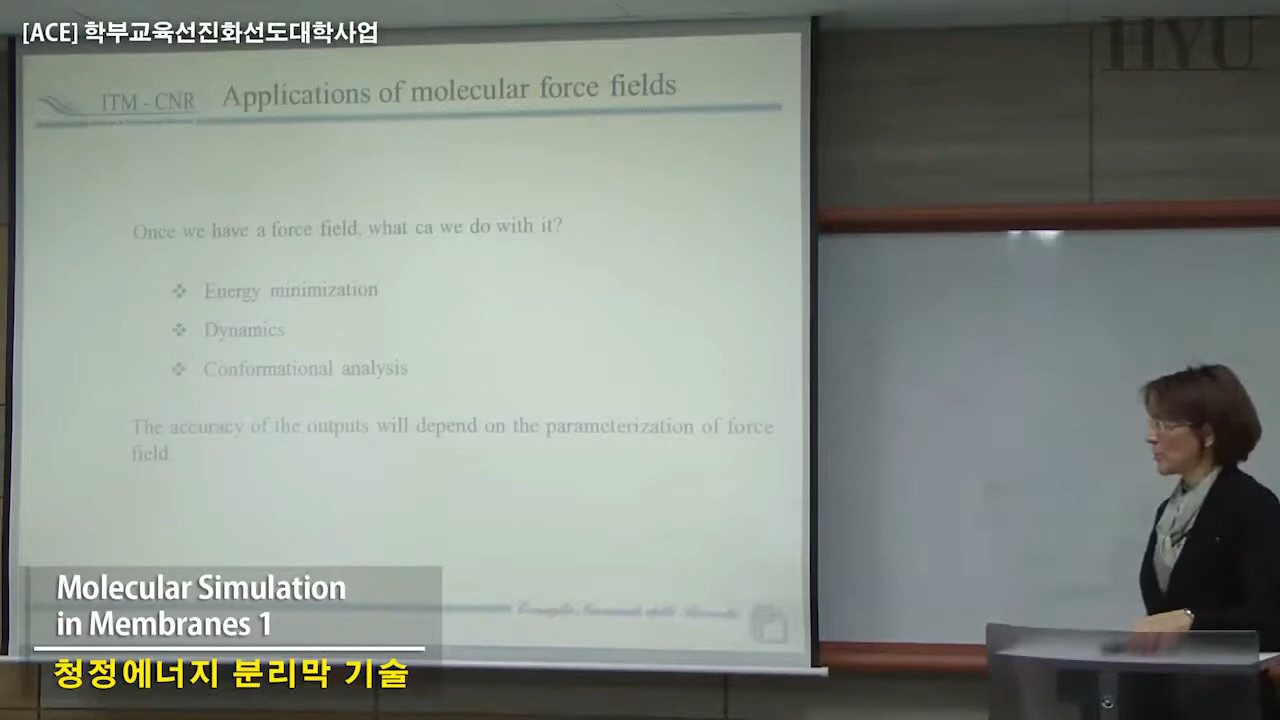 [ACE] 학부교육선진화선도대학사업
HYU
ITM - CNR
Applications of molecular force fields
Once we have a force field, what ca we do with it?
❖ Energy minimization
❖ Dynamics
❖ Conformational analysis
The accuracy of the outputs will depend on the parameterization of force
field.
Molecular Simulation
in Membranes 1
청정에너지 분리막 기술